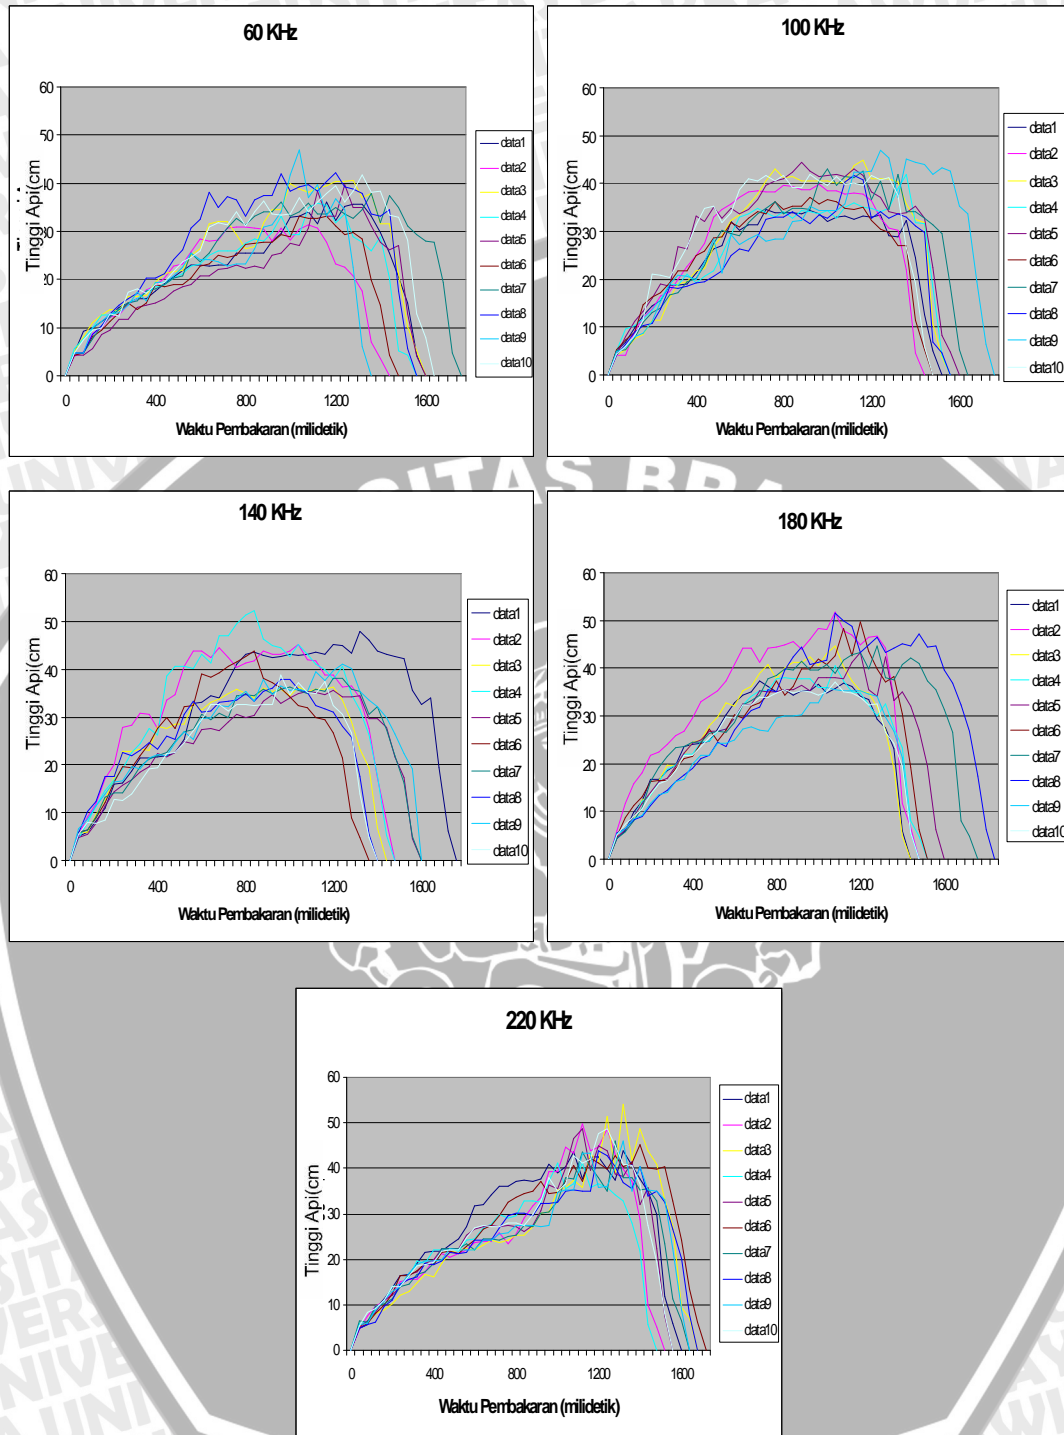 60 KHz
60
50
40
30
20
10
0
Tinggi Api(cm
0 400 800 1200 1600
Waktu Pembakaran (milidetik)
data1
data2
data3
data4
data5
data6
data7
data8
data9
data10
100 KHz
60
50
40
30
20
10
0
Tinggi Api(cm
0 400 800 1200 1600
Waktu Pembakaran (milidetik)
data1
data2
data3
data4
data5
data6
data7
data8
data9
data10
SITAS BRA
140 KHz
60
50
40
30
20
10
0
Tinggi Api(cm
0 400 800 1200 1600
Waktu Pembakaran (milidetik)
data1
data2
data3
data4
data5
data6
data7
data8
data9
data10
180 KHz
60
50
40
30
20
10
0
Tinggi Api(cm
0 400 800 1200 1600
Waktu Pembakaran (milidetik)
data1
data2
data3
data4
data5
data6
data7
data8
data9
data10
220 KHz
60
50
40
30
20
10
0
Tinggi Api(cm
0 400 800 1200 1600
Waktu Pembakaran (milidetik)
data1
data2
data3
data4
data5
data6
data7
data8
data9
data10